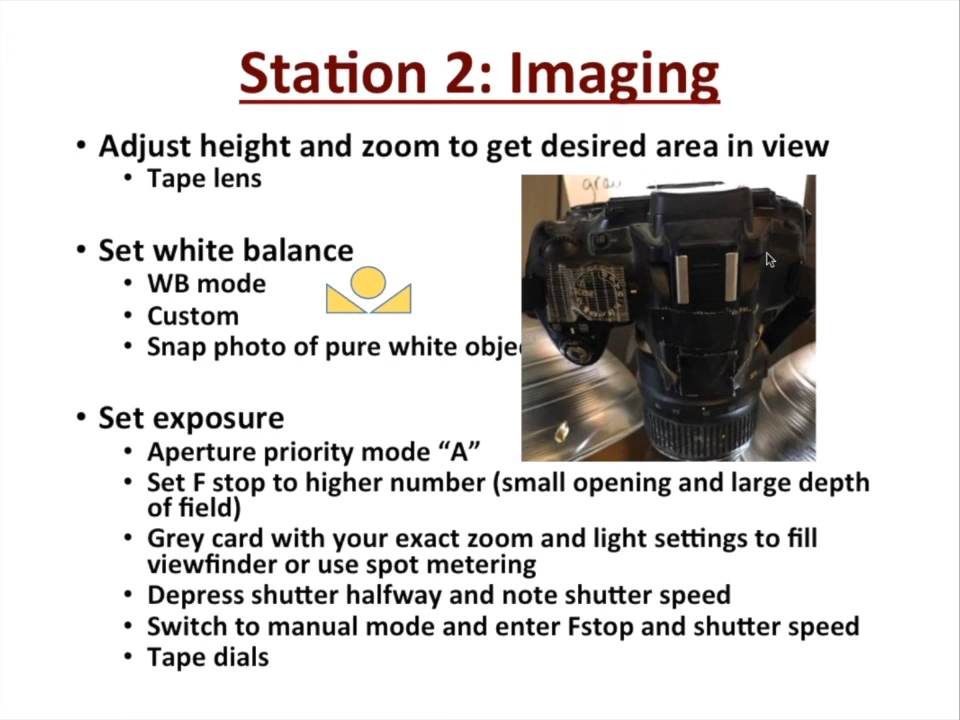 Station 2: Imaging
• Adjust height and zoom to get desired area in view
• Tape lens
• Set white balance
• WB mode
• Custom
• Snap photo of pure white obje
• Set exposure
• Aperture priority mode “A”
• Set F stop to higher number (small opening and large depth
of field)
• Grey card with your exact zoom and light settings to fill
viewfinder or use spot metering
• Depress shutter halfway and note shutter speed
• Switch to manual mode and enter Fstop and shutter speed
• Tape dials